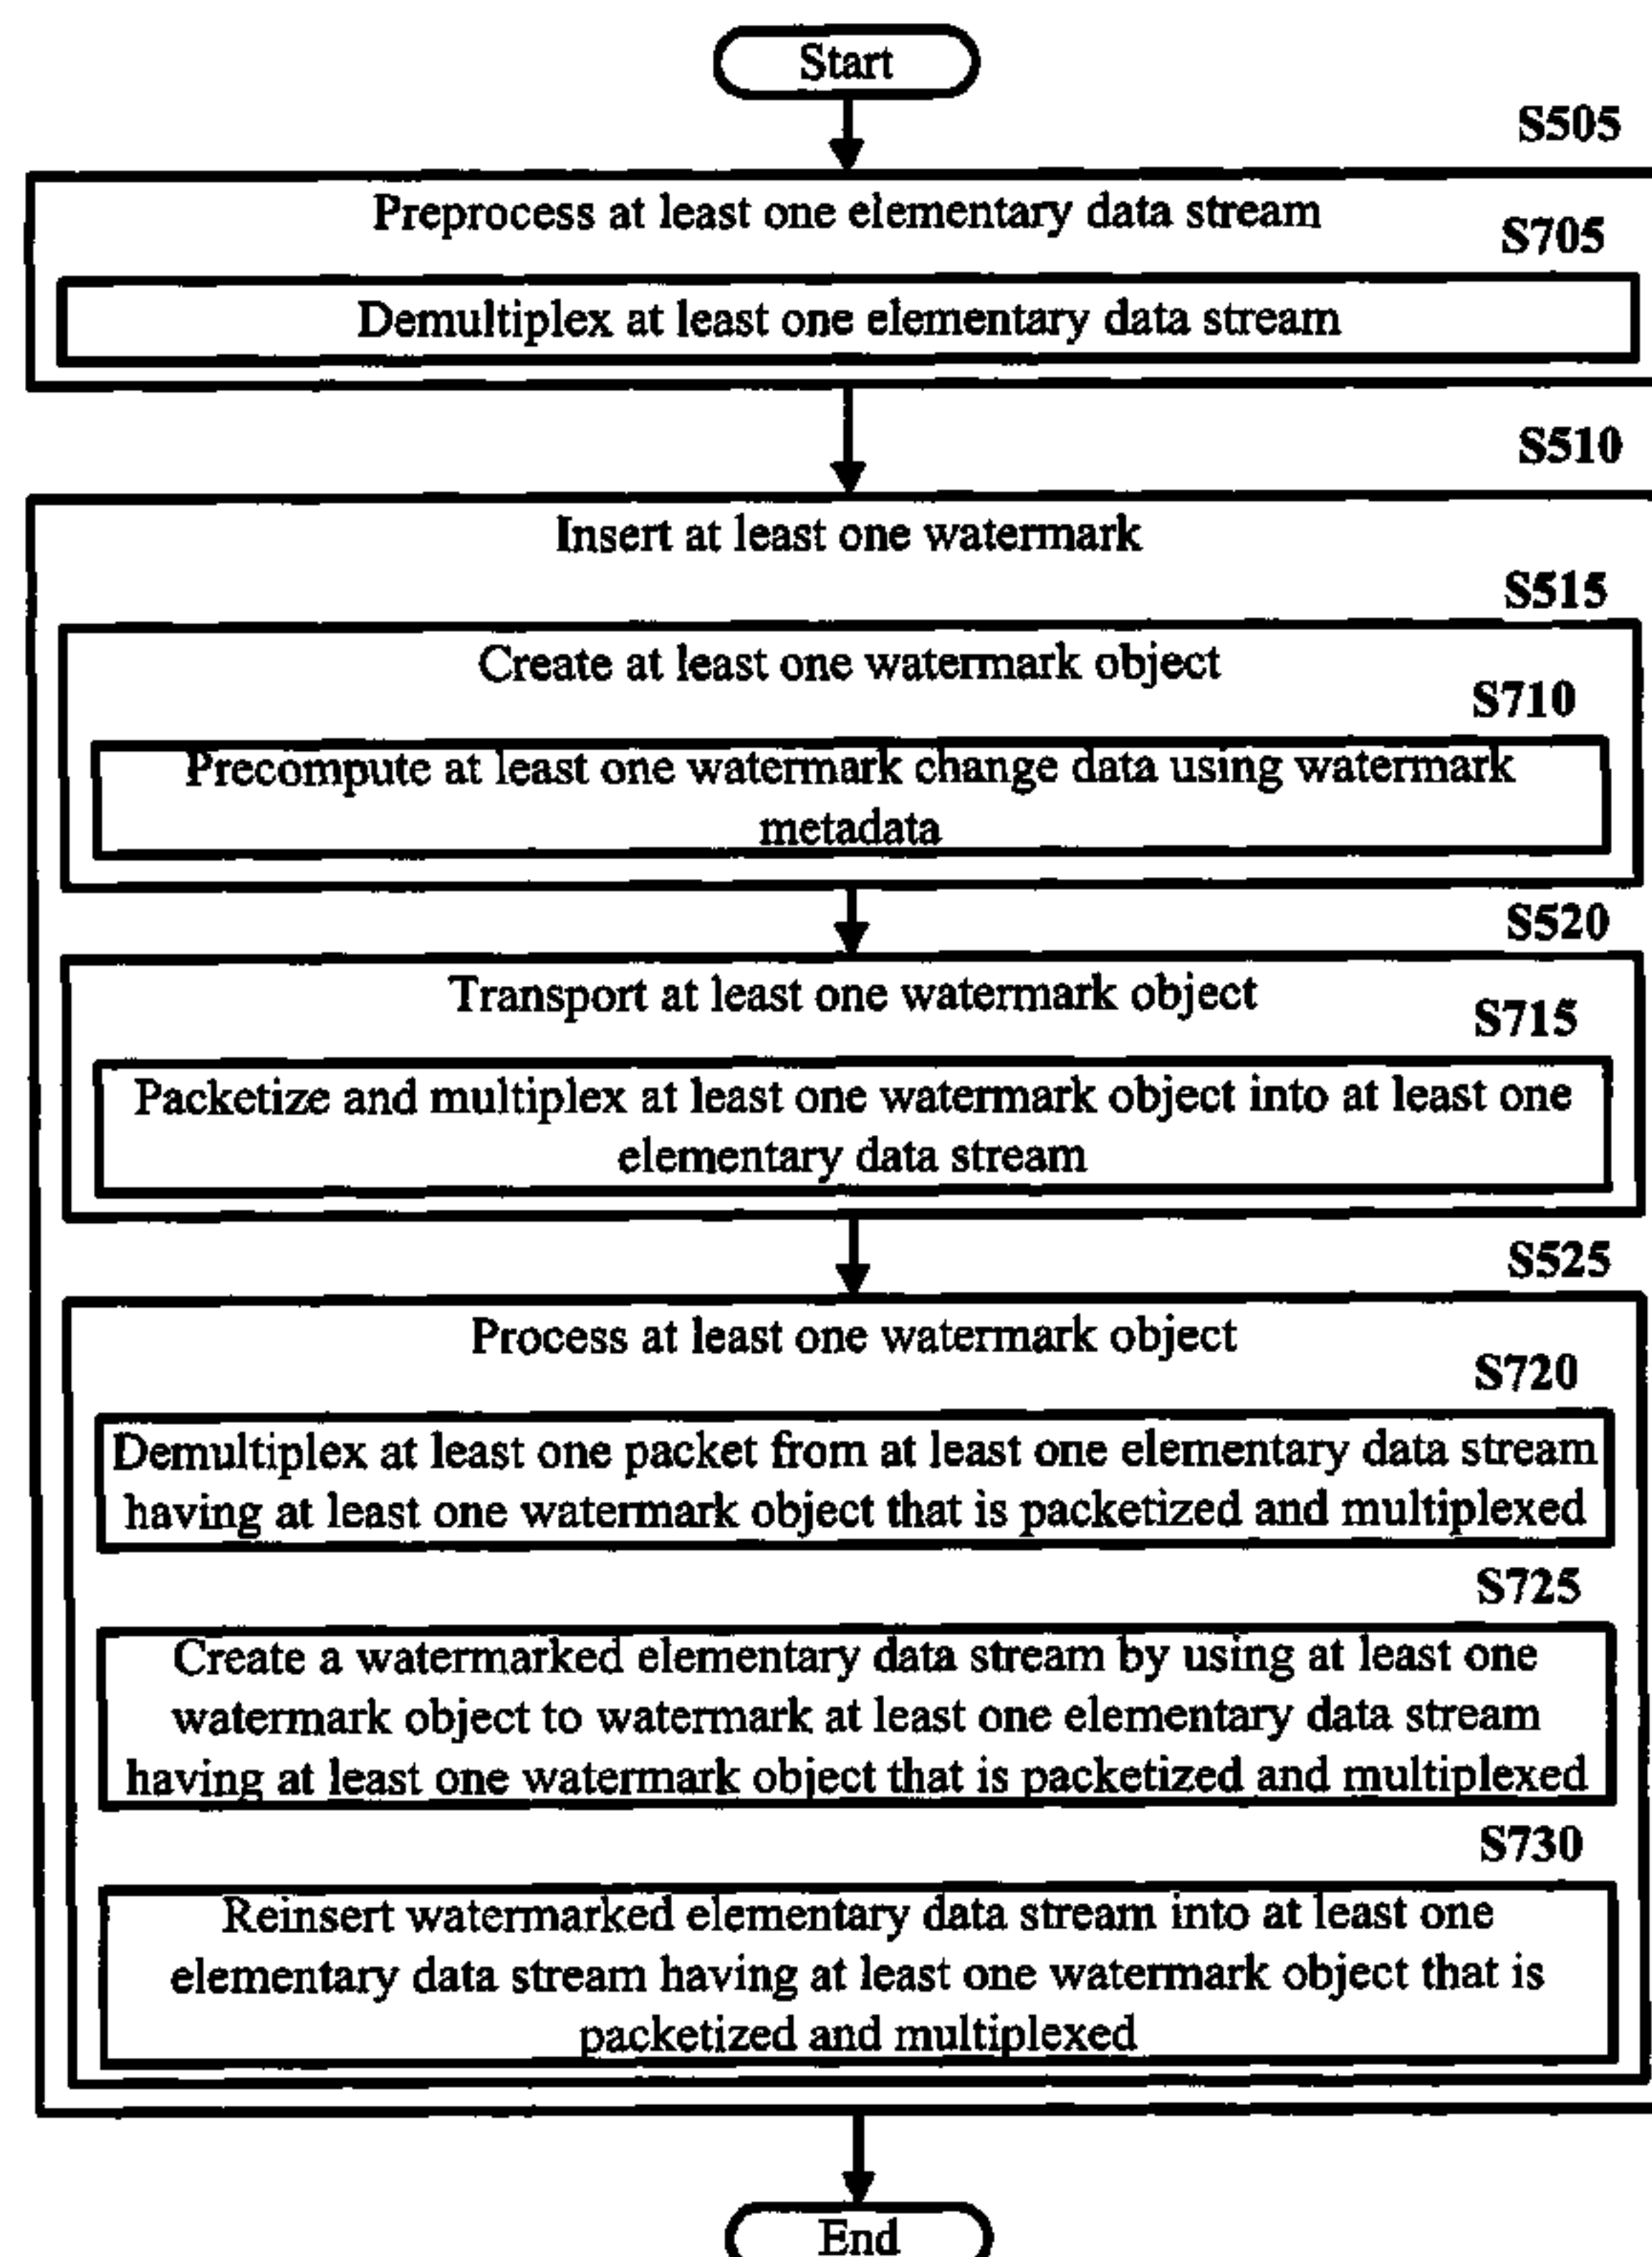 Start
S505
Preprocess at least one elementary data stream
S705
Demultiplex at least one elementary data stream
S510
Insert at least one watermark
S515
Create at least one watermark object
S710
Precompute at least one watermark change data using watermark
metadata
S520
Transport at least one watermark object
S715
Packetize and multiplex at least one watermark object into at least one
elementary data stream
S525
Process at least one watermark object
S720
Demultiplex at least one packet from at least one elementary data stream
having at least one watermark object that is packetized and multiplexed
S725
Create a watermarked elementary data stream by using at least one
watermark object to watermark at least one elementary data stream
having at least one watermark object that is packetized and multiplexed
S730
Reinsert watermarked elementary data stream into at least one
elementary data stream having at least one watermark object that is
packetized and multiplexed
End